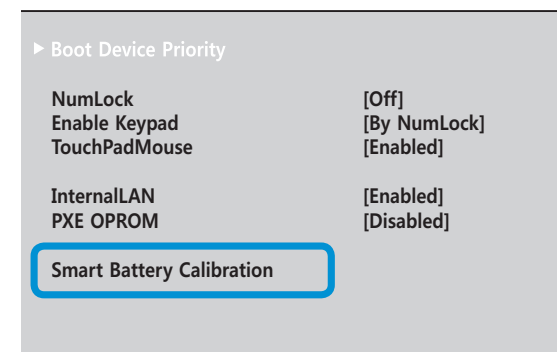 ▶ Boot Device Priority
NumLock [Off]
Enable Keypad [By NumLock]
TouchPadMouse [Enabled]
InternalLAN [Enabled]
PXE OPROM [Disabled]
Smart Battery Calibration